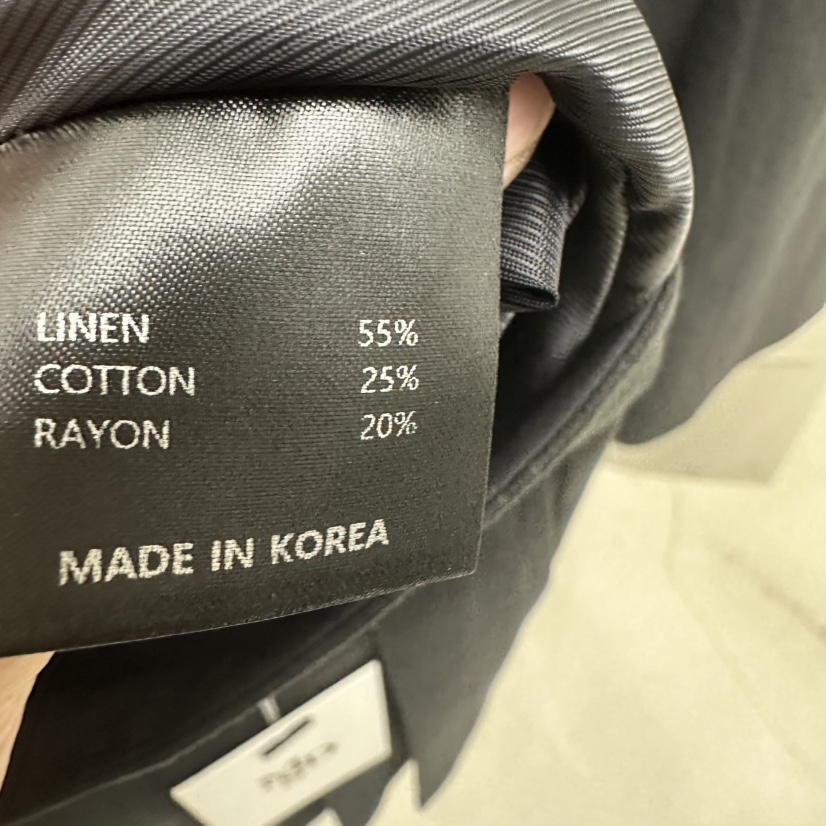 LINEN 55%
COTTON 25%
RAYON 20%
MADE IN KOREA